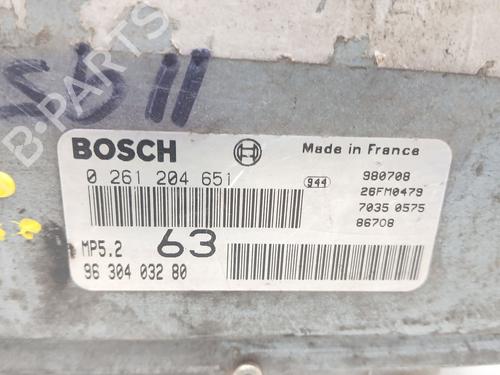 S611
B-PARTS
BOSCH
Made in France
0 261 204 651
944
980708
26FM0479
7035 0575
86708
MP5.2
63
96 304 032 80